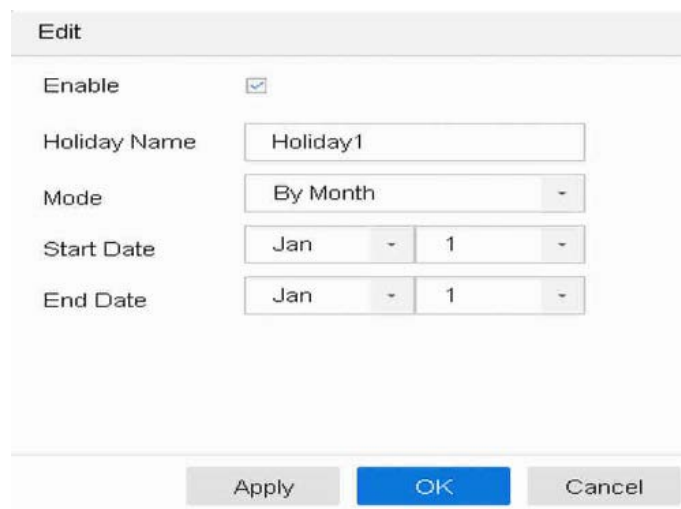 Edit
Enable
Holiday Name Holiday1
Mode By Month
Start Date Jan 1
End Date Jan 1
Apply OK Cancel